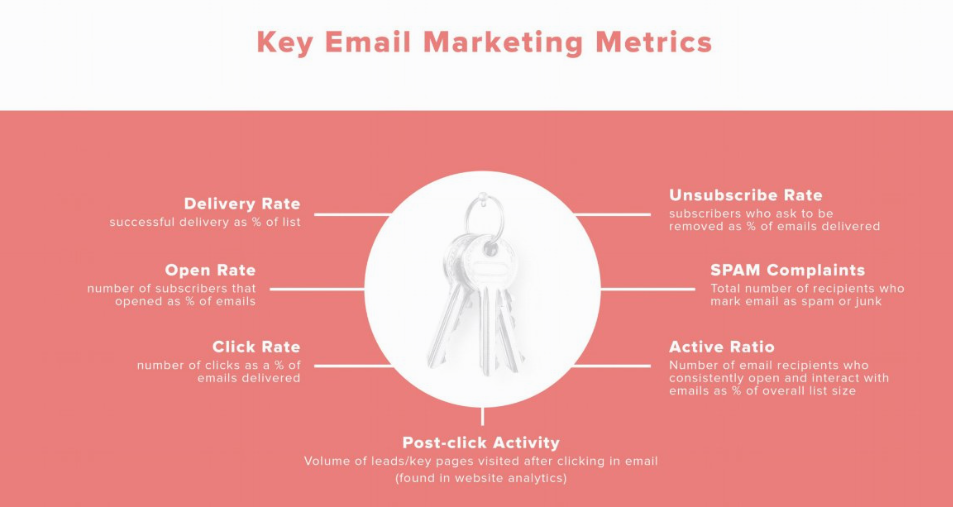 Key Email Marketing Metrics
Delivery Rate
successful delivery as % of list
Open Rate
number of subscribers that
opened as % of emails
Click Rate
number of clicks as a % of
emails delivered
Unsubscribe Rate
subscribers who ask to be
removed as % of emails delivered
SPAM Complaints
Total number of recipients who
mark email as spam or junk
Active Ratio
Number of email recipients who
consistently open and interact with
emails as % of overall list size
Post-click Activity
Volume of leads/key pages visited after clicking in email
(found in website analytics)